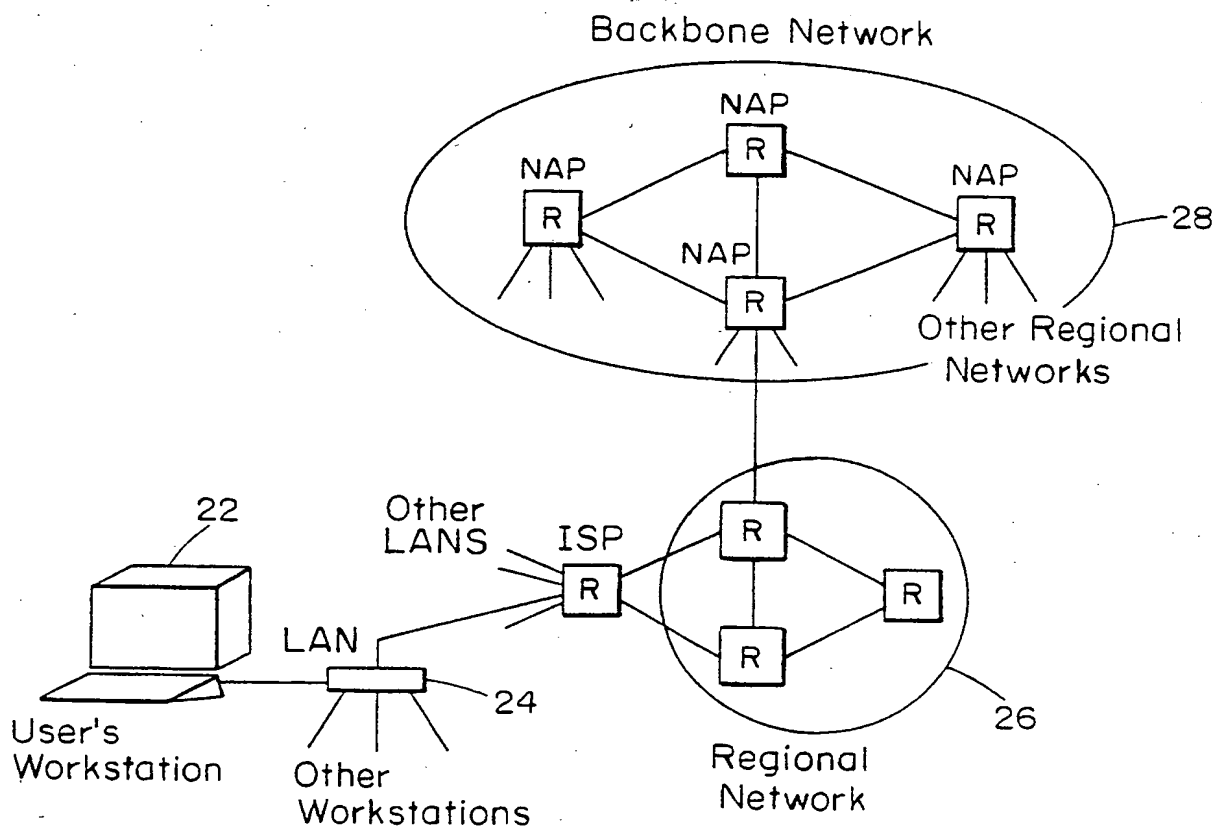 Backbone Network
NAP
R
NAP
R
NAP
R
28
NAP
R
Other Regional
Networks
22
Other
LANS
ISP
R
R
R
R
LAN
24
26
User's
Workstation
Other
Workstations
Regional
Network